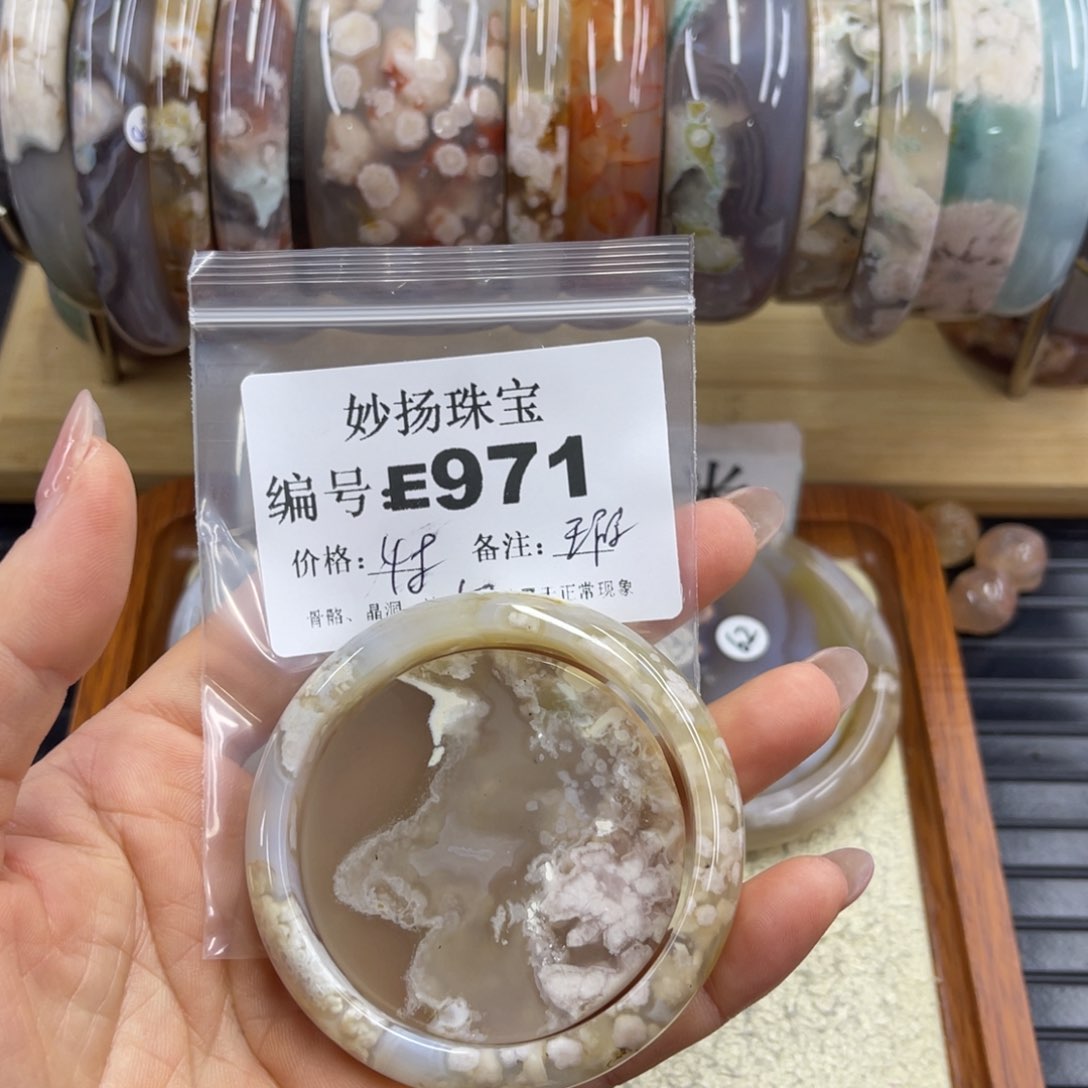 妙扬珠宝
编号:E971
价格: 备注:
骨骼、晶洞、 正常现象
52